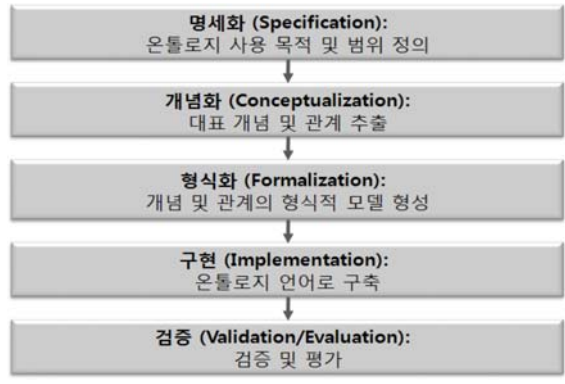 명세화 (Specification):
온톨로지 사용 목적 및 범위 정의
개념화 (Conceptualization):
대표 개념 및 관계 추출
형식화 (Formalization):
개념 및 관계의 형식적 모델 형성
구현 (Implementation):
온톨로지 언어로 구축
검증 (Validation/Evaluation):
검증 및 평가